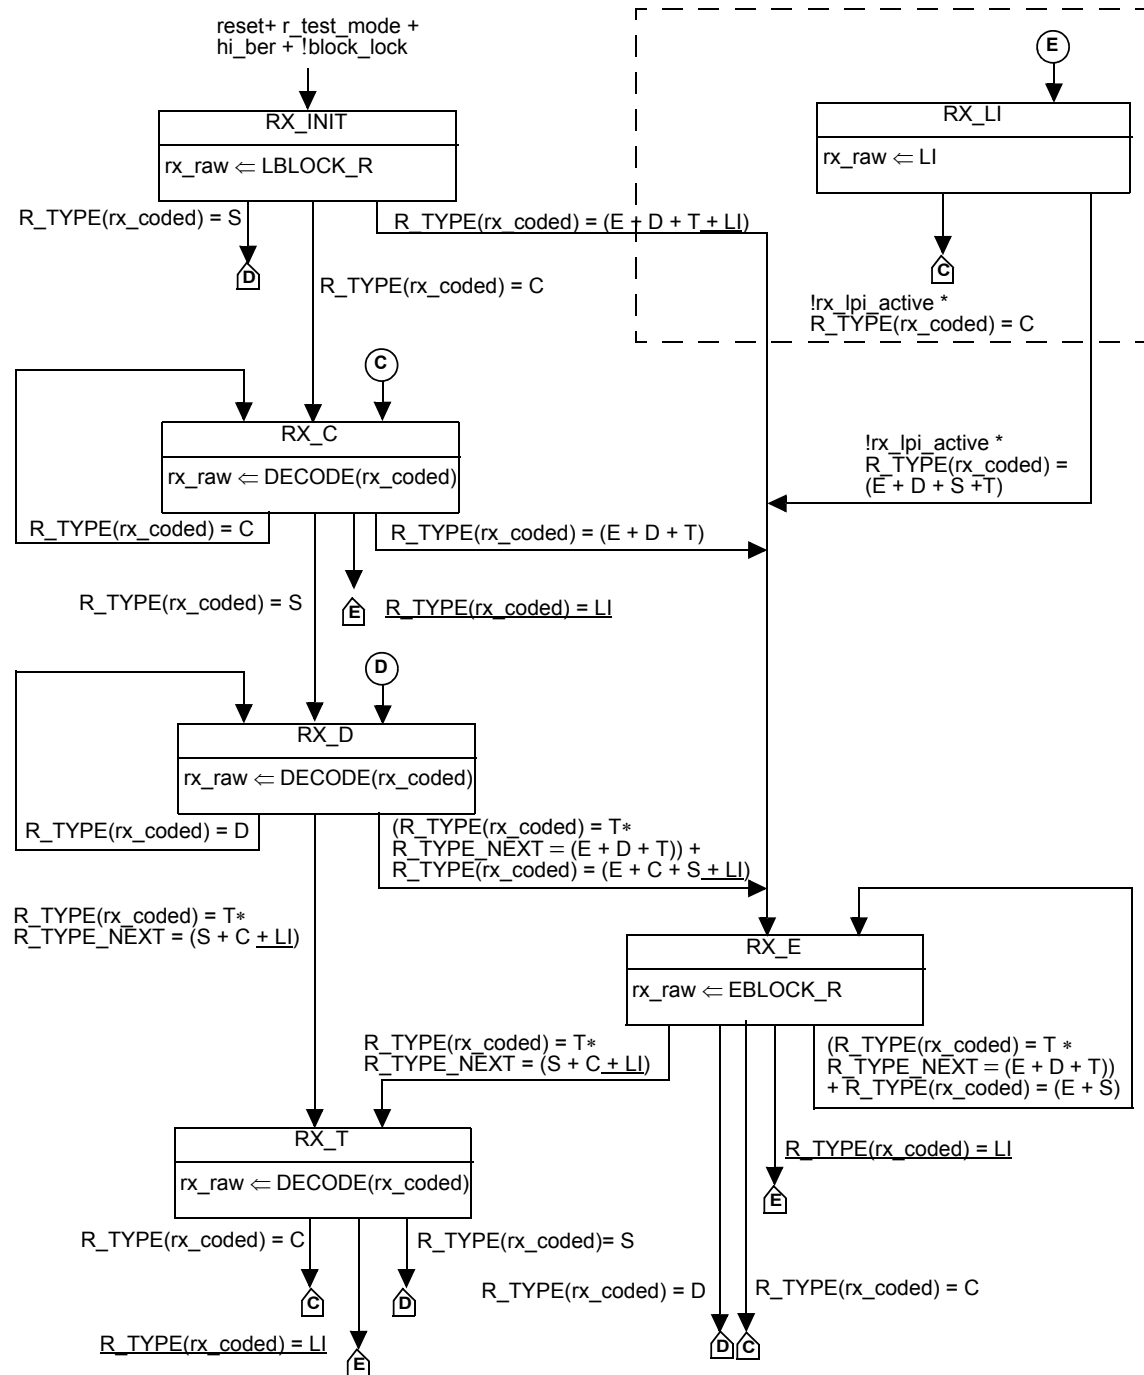 reset+ r_test_mode +
hi_ber + !block_lock
E
RX_INIT
rx_raw ⇐ LBLOCK_R
RX_LI
rx_raw ⇐ LI
R_TYPE(rx_coded) = S
R_TYPE(rx_coded) = (E + D + T + LI)
D
C
R_TYPE(rx_coded) = C
!rx_lpi_active *
R_TYPE(rx_coded) = C
C
RX_C
rx_raw ⇐ DECODE(rx_coded)
!rx_lpi_active *
R_TYPE(rx_coded) =
(E + D + S +T)
R_TYPE(rx_coded) = C
R_TYPE(rx_coded) = (E + D + T)
R_TYPE(rx_coded) = S
E
R_TYPE(rx_coded) = LI
D
RX_D
rx_raw ⇐ DECODE(rx_coded)
R_TYPE(rx_coded) = D
(R_TYPE(rx_coded) = T*
R_TYPE_NEXT = (E + D + T)) +
R_TYPE(rx_coded) = (E + C + S + LI)
R_TYPE(rx_coded) = T*
R_TYPE_NEXT = (S + C + LI)
RX_E
rx_raw ⇐ EBLOCK_R
R_TYPE(rx_coded) = T*
R_TYPE_NEXT = (S + C + LI)
(R_TYPE(rx_coded) = T *
R_TYPE_NEXT = (E + D + T))
+ R_TYPE(rx_coded) = (E + S)
RX_T
rx_raw ⇐ DECODE(rx_coded)
R_TYPE(rx_coded) = LI
E
R_TYPE(rx_coded) = C
R_TYPE(rx_coded)= S
C
D
R_TYPE(rx_coded) = D
R_TYPE(rx_coded) = C
R_TYPE(rx_coded) = LI
E
D
C